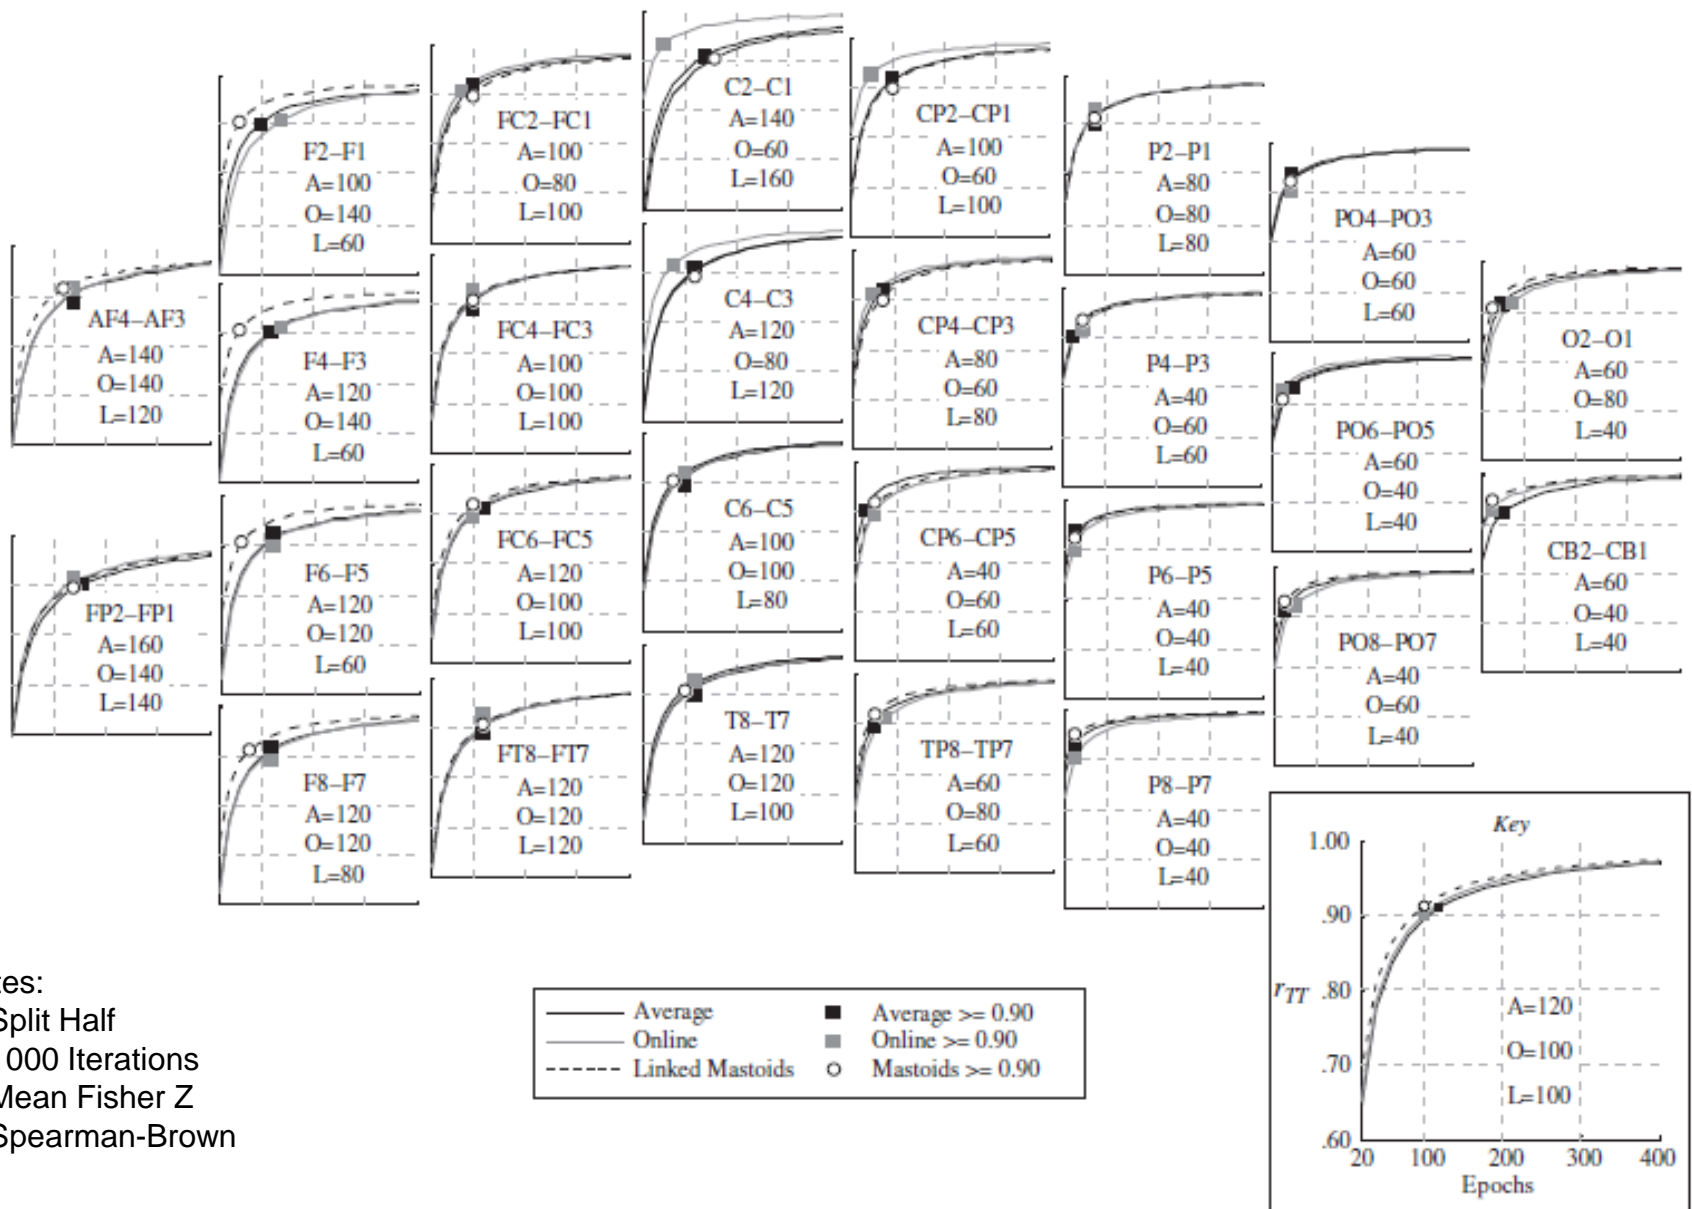 F2–F1
A=100
O=140
L=60
FC2–FC1
A=100
O=80
L=100
C2–C1
A=140
O=60
L=160
CP2–CP1
A=100
O=60
L=100
P2–P1
A=80
O=80
L=80
PO4–PO3
A=60
O=60
L=60
AF4–AF3
A=140
O=140
L=120
F4–F3
A=120
O=140
L=60
FC4–FC3
A=100
O=100
L=100
C4–C3
A=120
O=80
L=120
CP4–CP3
A=80
O=60
L=80
P4–P3
A=40
O=60
L=60
PO6–PO5
A=60
O=40
L=40
O2–O1
A=60
O=80
L=40
FP2–FP1
A=160
O=140
L=140
F6–F5
A=120
O=120
L=60
FC6–FC5
A=120
O=100
L=100
C6–C5
A=100
O=100
L=80
CP6–CP5
A=40
O=60
L=60
P6–P5
A=40
O=40
L=40
PO8–PO7
A=40
O=60
L=40
CB2–CB1
A=60
O=40
L=40
F8–F7
A=120
O=120
L=80
FT8–FT7
A=120
O=120
L=120
T8–T7
A=120
O=120
L=100
TP8–TP7
A=60
O=80
L=60
P8–P7
A=40
O=40
L=40
Split Half
000 Iterations
Mean Fisher Z
Spearman-Brown
Average
Online
Linked Mastoids
Average >= 0.90
Online >= 0.90
Mastoids >= 0.90
Key
1.00
.90
.80
.70
.60
rTT
A=120
O=100
L=100
20 100 200 300 400
Epochs